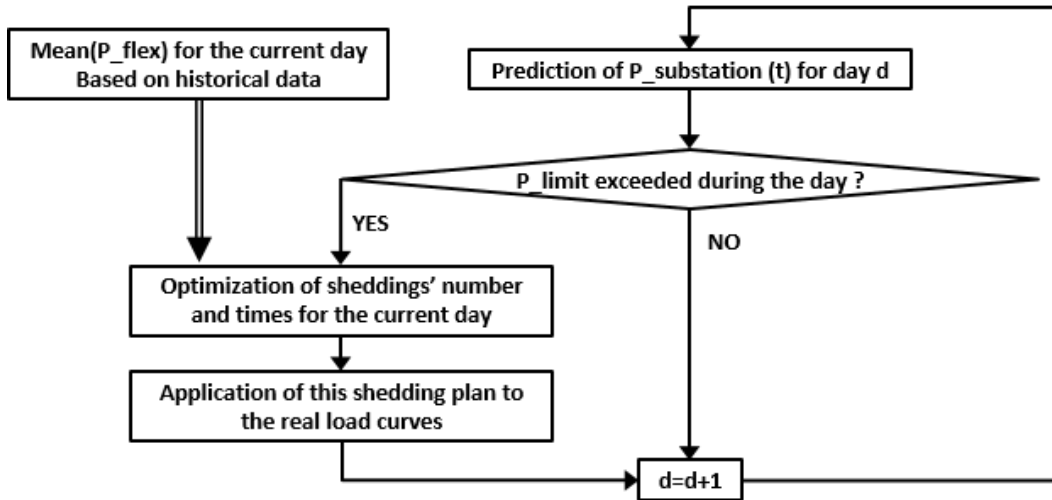 Mean(P_flex) for the current day
Based on historical data
Prediction of P_substation (t) for day d
P_limit exceeded during the day ?
YES
NO
Optimization of sheddings' number
and times for the current day
Application of this shedding plan to
the real load curves
d=d+1